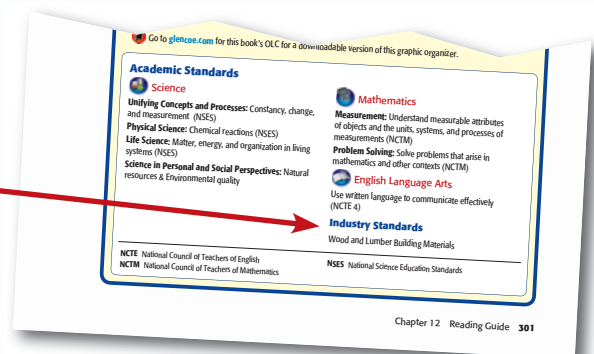 Go to glencoe.com for this book's OLC for a downloadable version of this graphic organizer.
Academic Standards
Science
Unifying Concepts and Processes: Constancy, change,
and measurement (NSES)
Physical Science: Chemical reactions (NSES)
Life Science: Matter, energy, and organization in living
systems (NSES)
Science in Personal and Social Perspectives: Natural
resources & Environmental quality
Mathematics
Measurement: Understand measurable attributes
of objects and the units, systems, and processes of
measurements (NCTM)
Problem Solving: Solve problems that arise in
mathematics and other contexts (NCTM)
English Language Arts
Use written language to communicate effectively
(NCTE 4)
Industry Standards
Wood and Lumber Building Materials
NCTE National Council of Teachers of English
NCTM National Council of Teachers of Mathematics
NSES National Science Education Standards
Chapter 12 Reading Guide 301